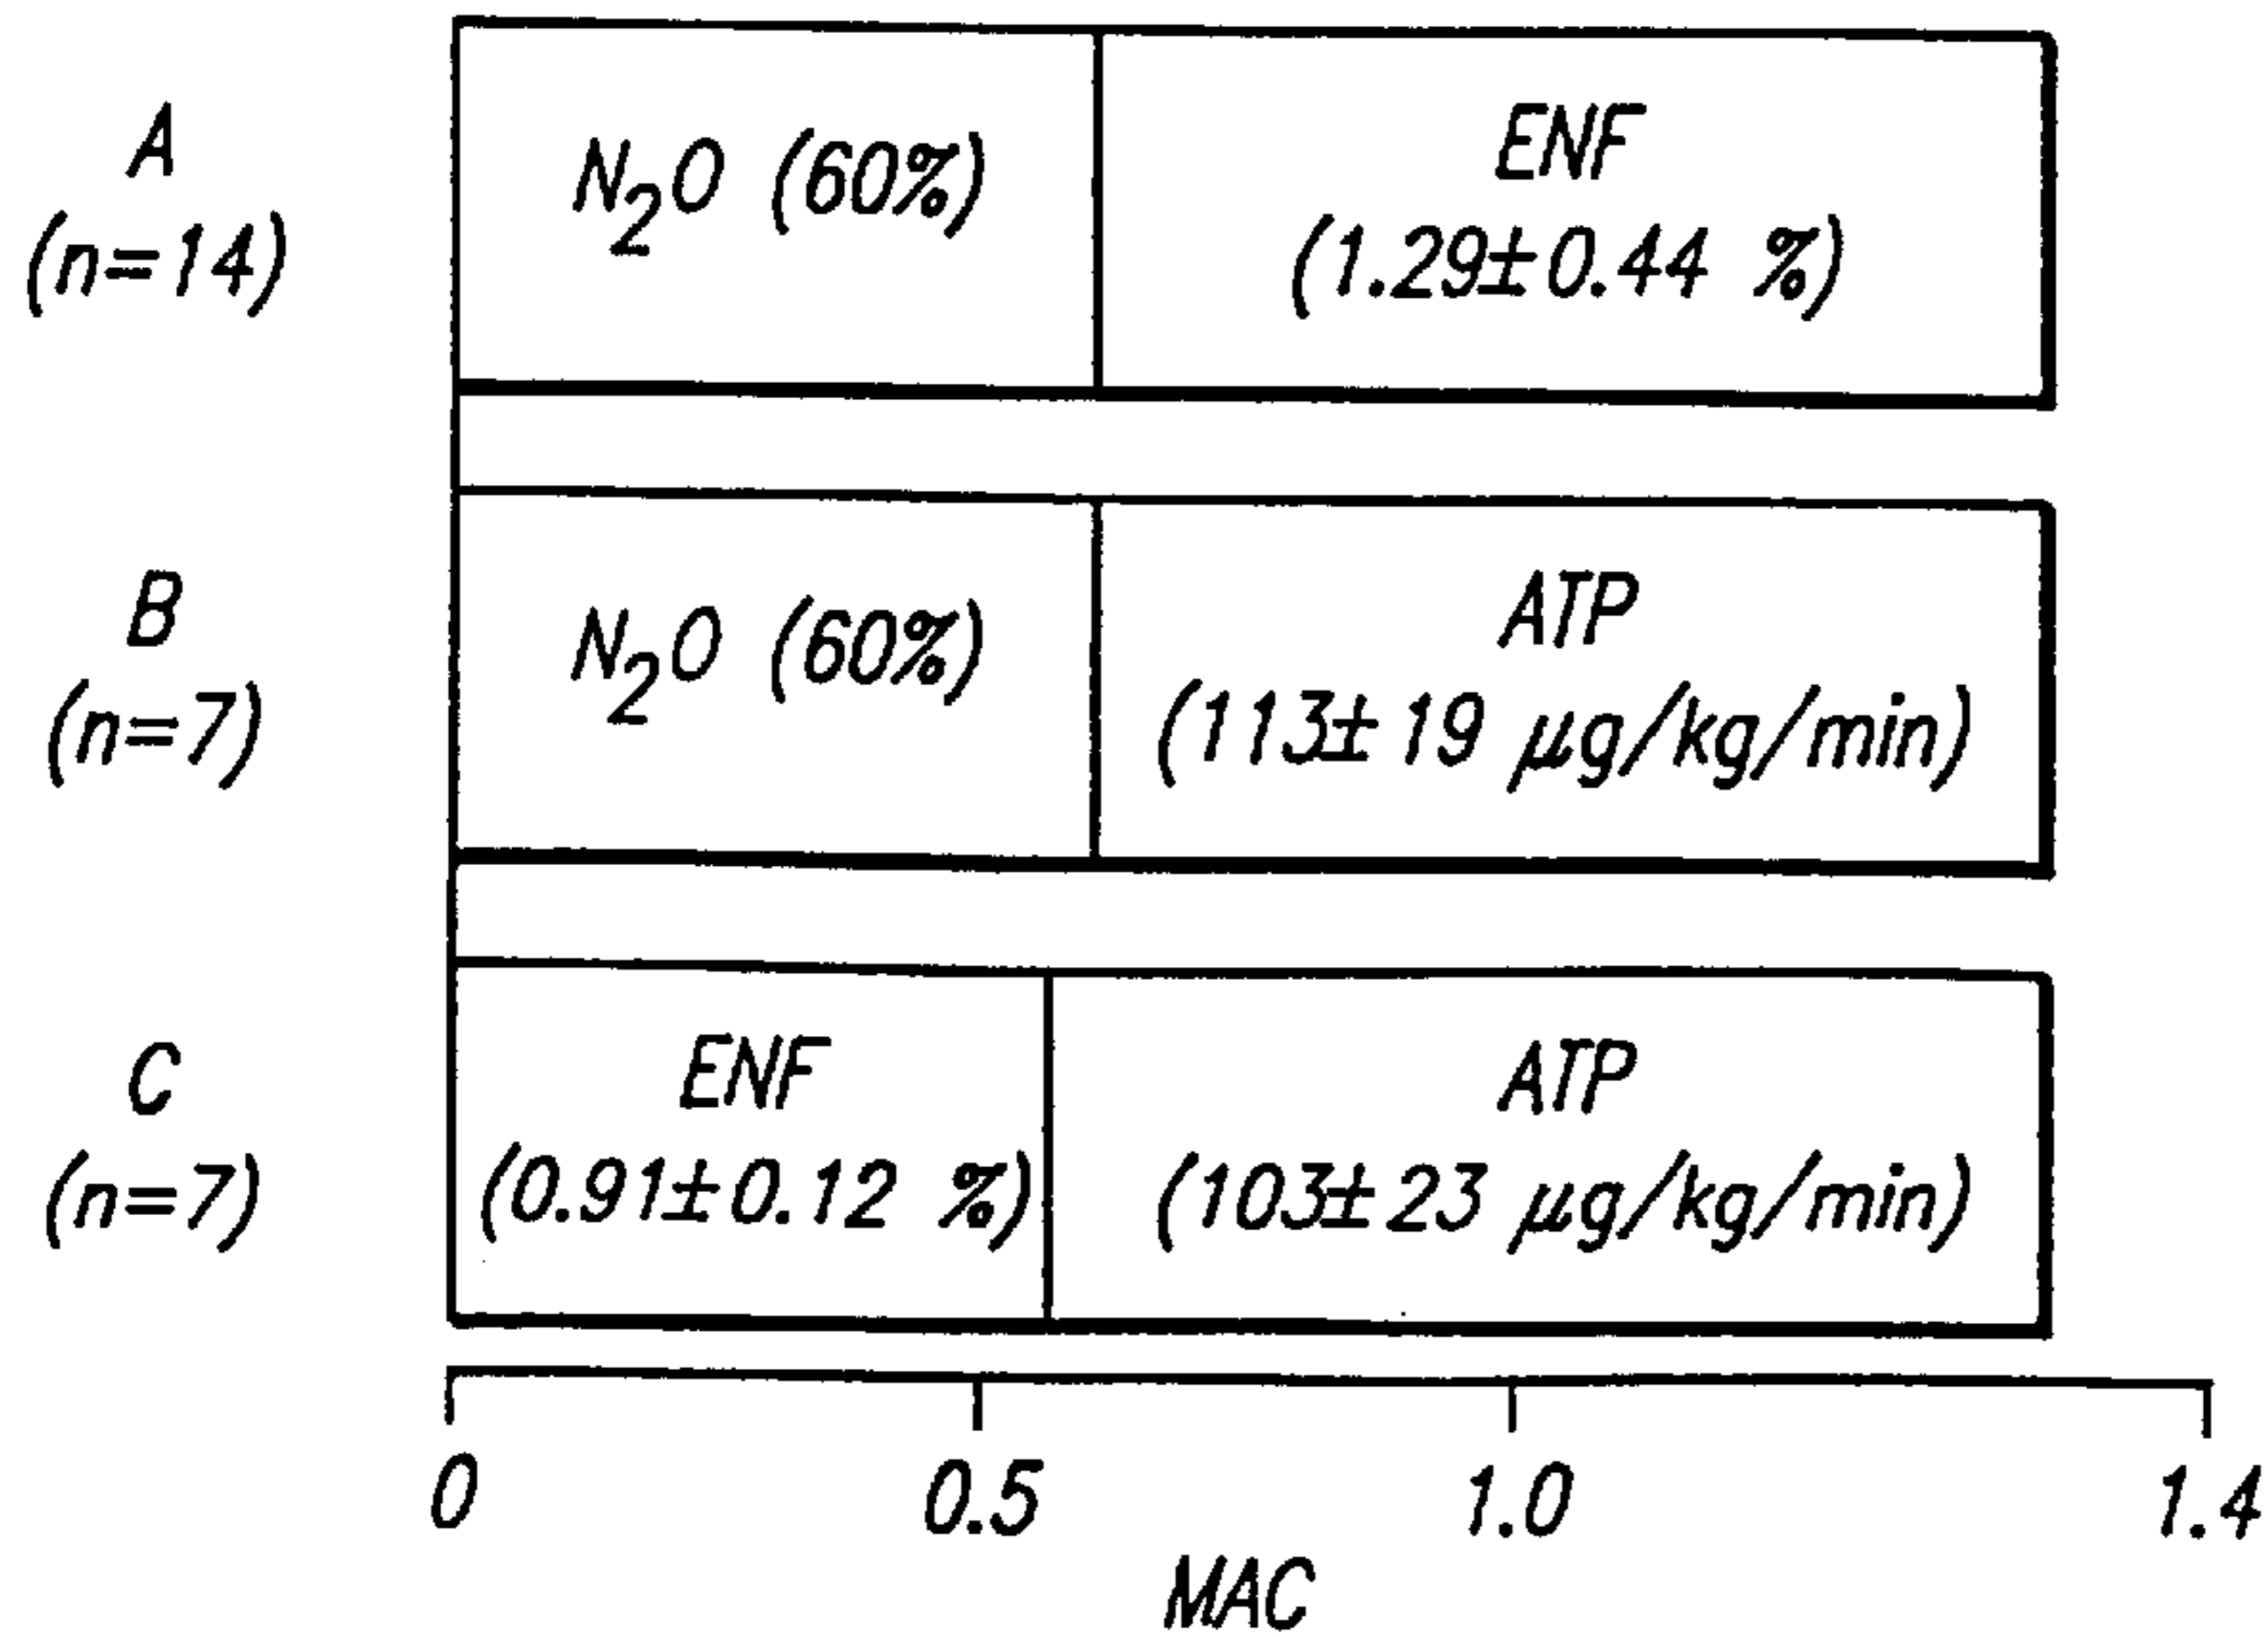 A
(n=14)
N₂O (60%)
ENF
(1.29±0.44 %)
B
(n=7)
N₂O (60%)
ATP
(113±19 µg/kg/min)
C
(n=7)
ENF
(0.91±0.12 %)
ATP
(103±23 µg/kg/min)
0 0.5 1.0 1.4
MAC